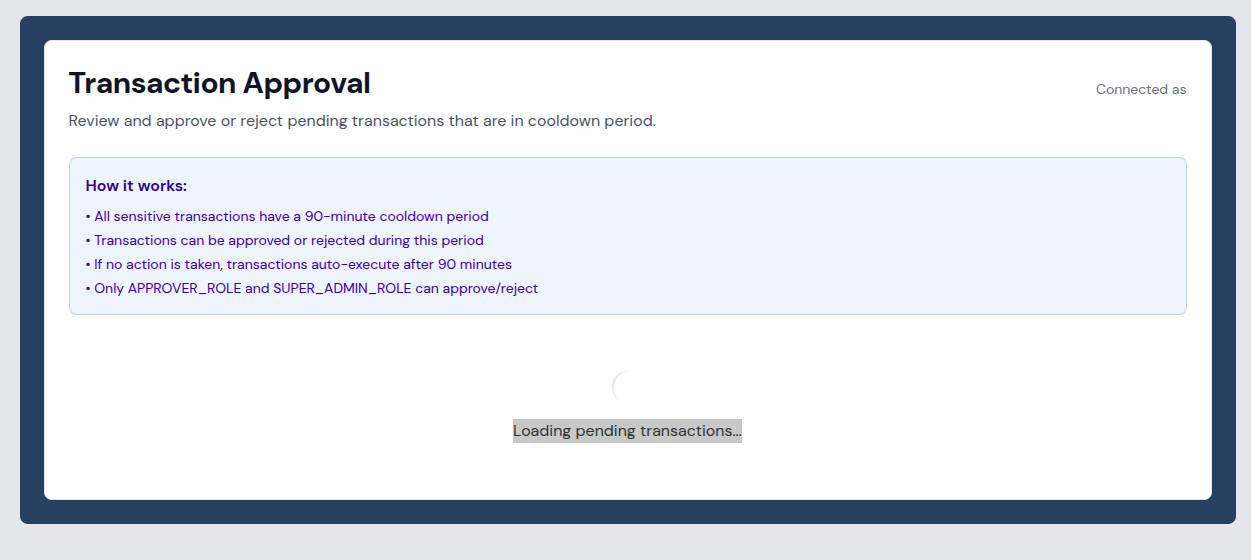 Transaction Approval
Connected as
Review and approve or reject pending transactions that are in cooldown period.
How it works:
• All sensitive transactions have a 90-minute cooldown period
• Transactions can be approved or rejected during this period
• If no action is taken, transactions auto-execute after 90 minutes
• Only APPROVER_ROLE and SUPER_ADMIN_ROLE can approve/reject
Loading pending transactions...